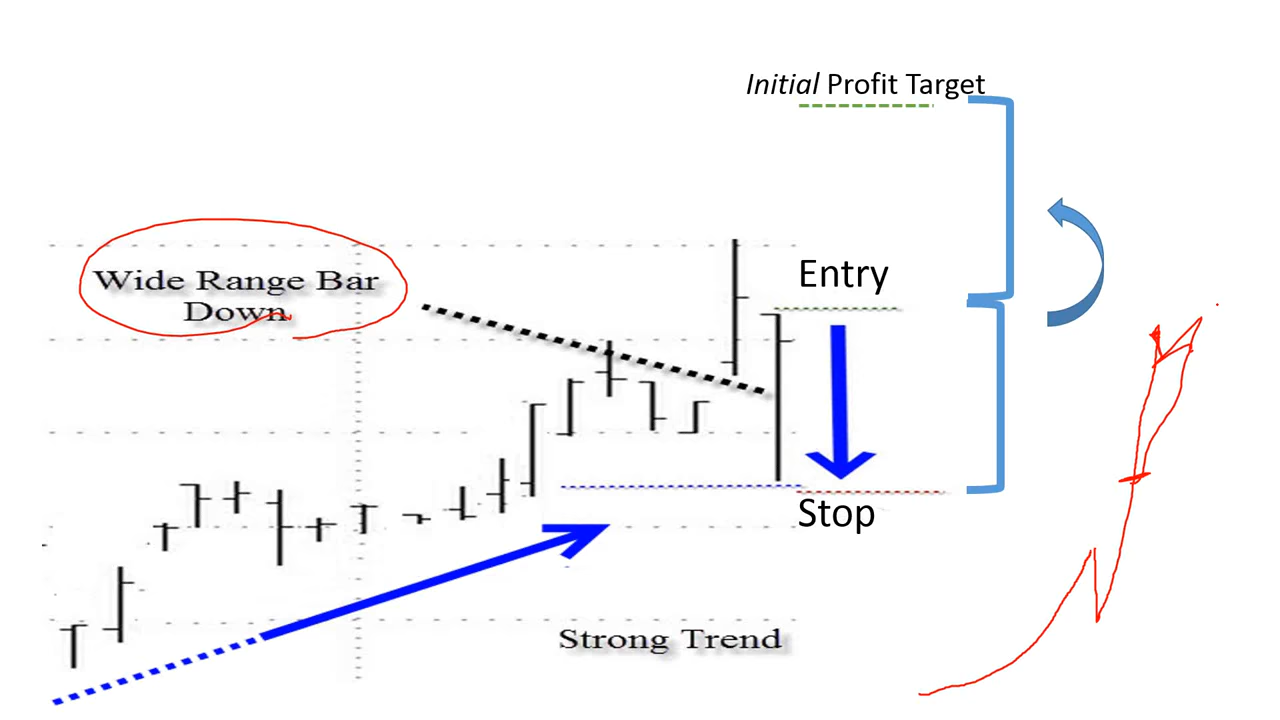 Initial Profit Target
Wide Range Bar
Down
Entry
Stop
Strong Trend